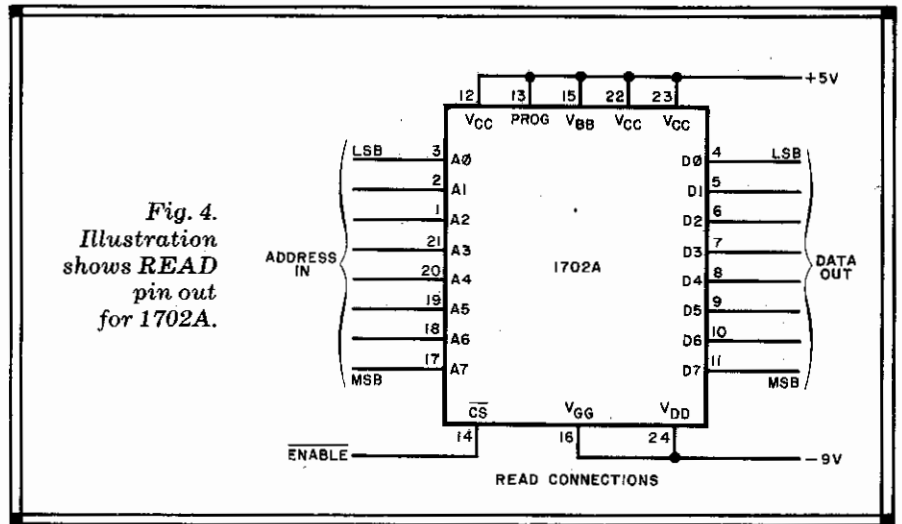 Fig. 4.
Illustration
shows READ
pin out
for 1702A.
+5V
12 13 15 22 23
VCC PROG VBB VCC VCC
LSB 3 A0 D0 4 LSB
2 A1 D1 5
1 A2 D2 6
21 A3 D3 7
ADDRESS IN
1702A
DATA OUT
20 A4 D4 8
19 A5 D5 9
18 A6 D6 10
17 A7 D7 11
MSB MSB
CS VGG VDD
14 16 24
ENABLE -9V
READ CONNECTIONS